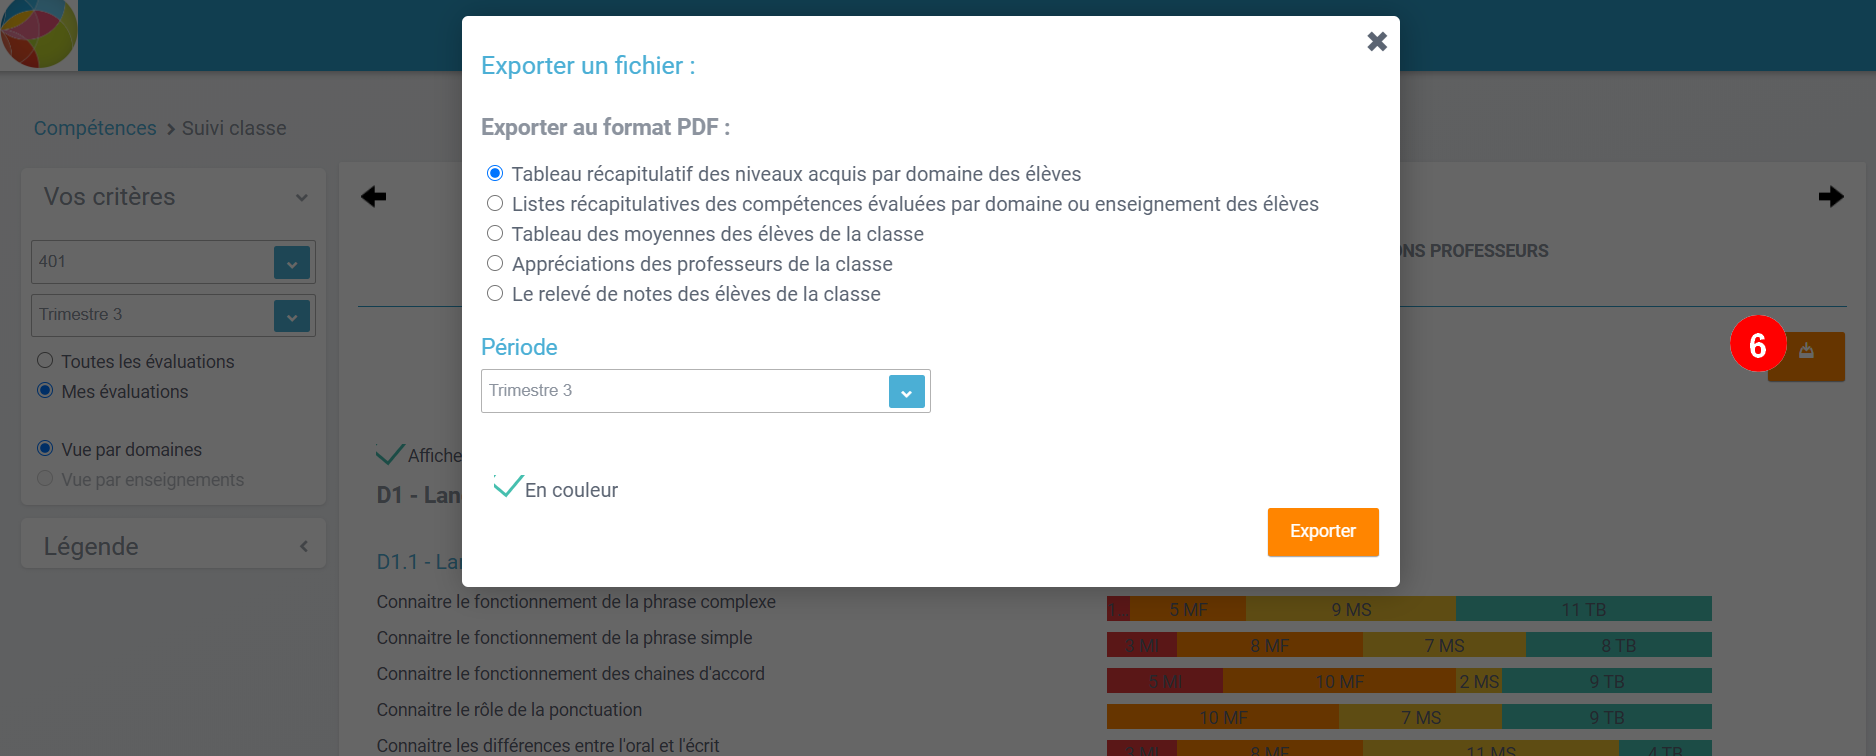 Exporter un fichier :
Exporter au format PDF :
Tableau récapitulatif des niveaux acquis par domaine des élèves
Listes récapitulatives des compétences évaluées par domaine ou enseignement des élèves
Tableau des moyennes des élèves de la classe
Appréciations des professeurs de la classe
Le relevé de notes des élèves de la classe
Période
Trimestre 3
En couleur
Exporter
Compétences > Suivi classe
Vos critères
401
Trimestre 3
Toutes les évaluations
Mes évaluations
Vue par domaines
Vue par enseignements
Légende
PROFESSEURS
6
D1 -
D1.1 -
Connaitre le fonctionnement de la phrase complexe
5 MF 9 MS 11 TB
Connaitre le fonctionnement de la phrase simple
3 MI 8 MF 7 MS 8 TB
Connaitre le fonctionnement des chaines d'accord
5 MI 10 MF 2 MS 9 TB
Connaitre le rôle de la ponctuation
10 MF 7 MS 9 TB
Connaitre les différences entre l'oral et l'écrit
3 MI 8 MF 11 MS 4 TB